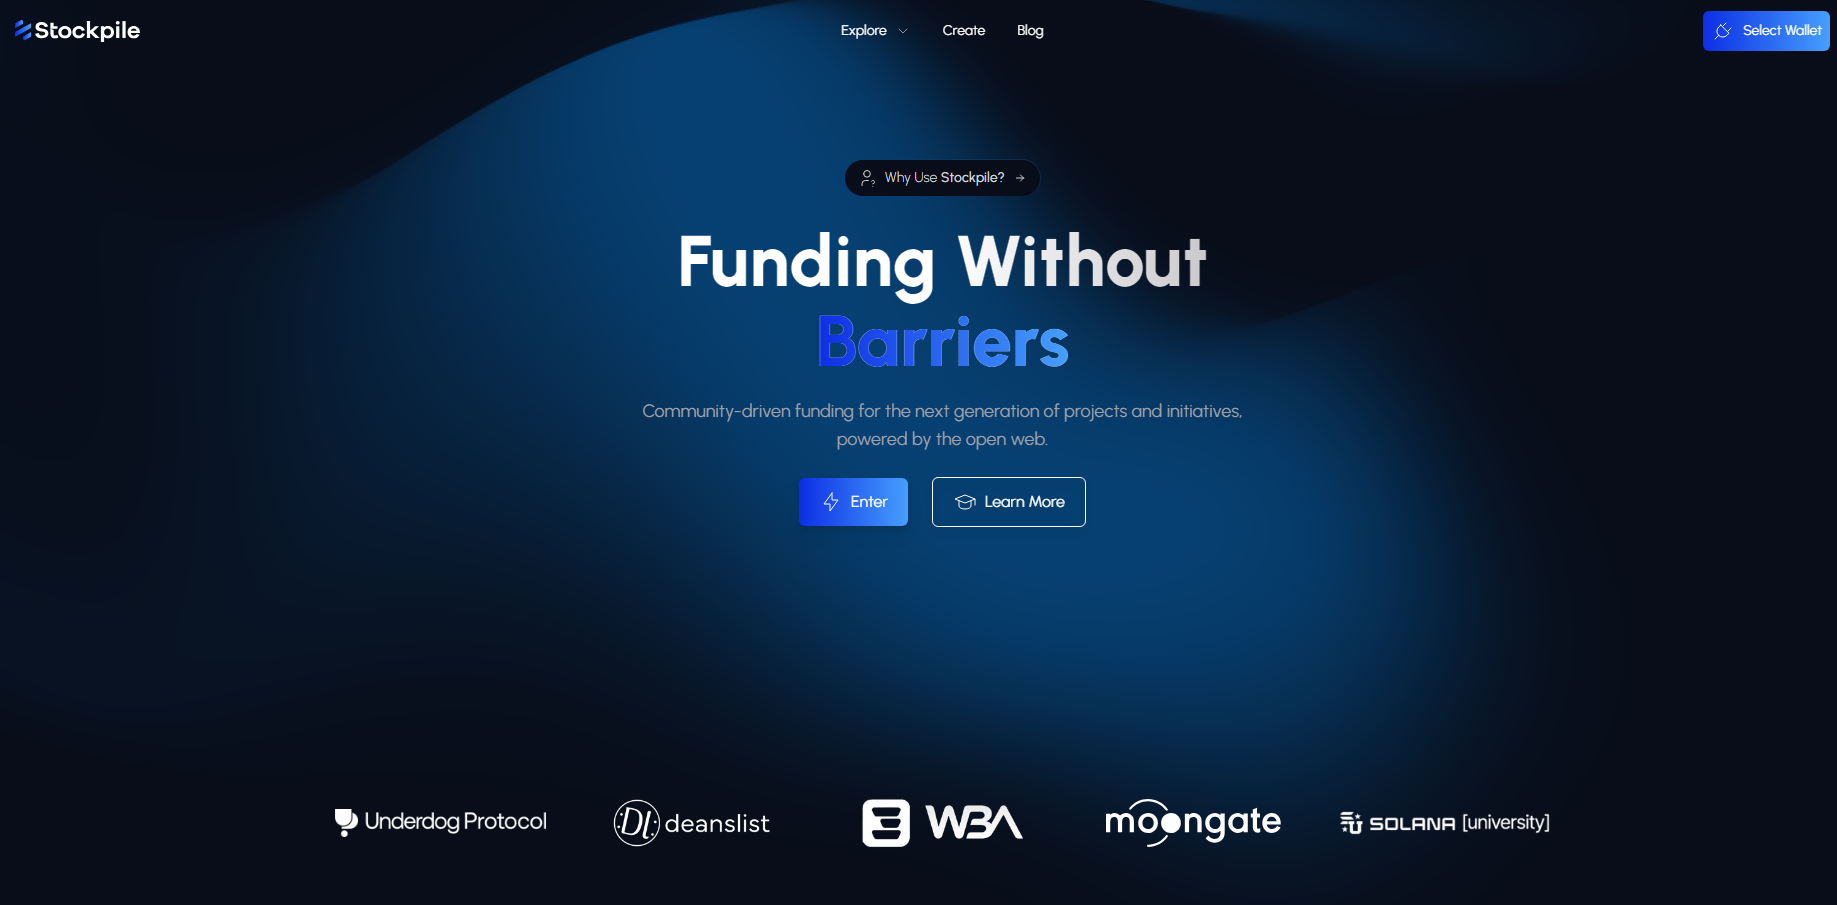 Stockpile
Explore
Create
Blog
Select Wallet
Why Use Stockpile?
Funding Without
Barriers
Community-driven funding for the next generation of projects and initiatives,
powered by the open web.
Enter
Learn More
Underdog Protocol
DL deanslist
WBA
moongate
SU SOLANA [university]